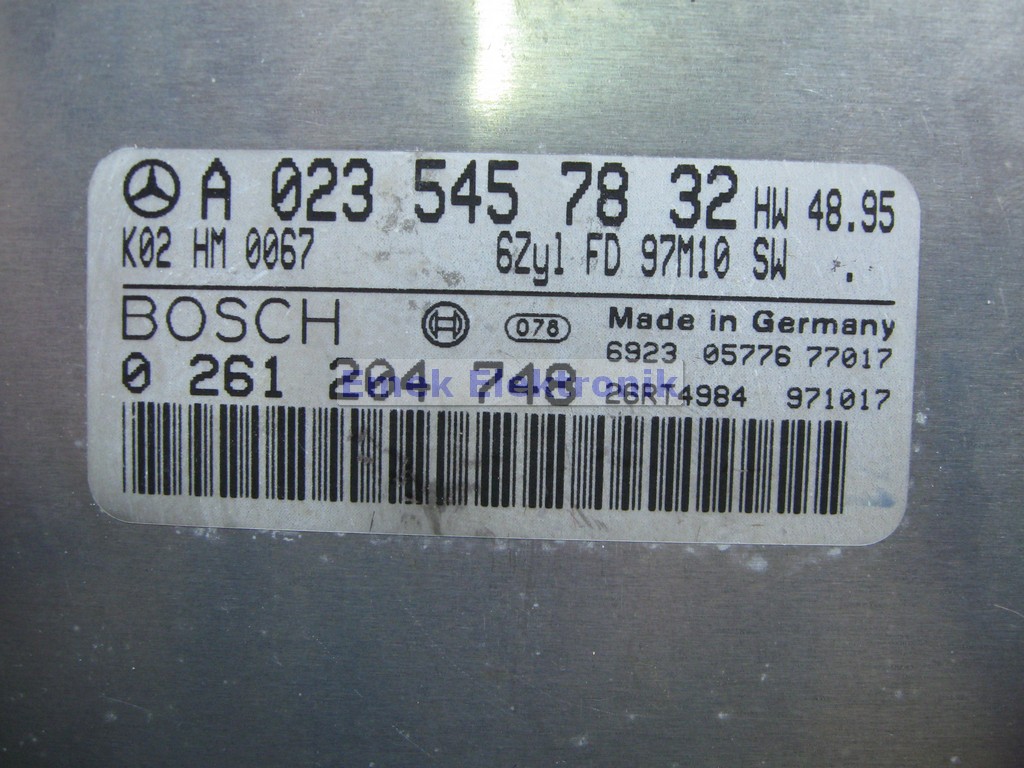 A 023 545 78 32 HW 48.95
K02 HM 0067 6Zyl FD 97M10 SW .
BOSCH 078 Made in Germany
6923 05776 77017
0 261 204 748 26RT4984 971017
Emek Elektronik